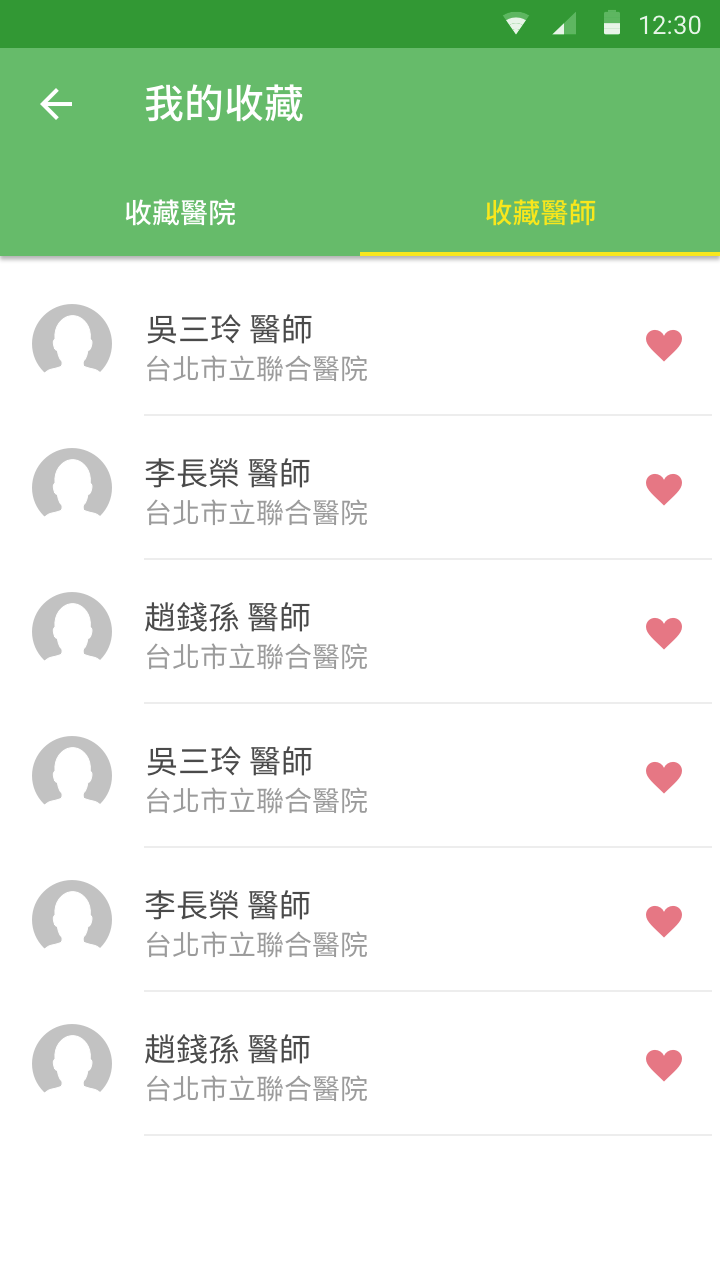 12:30
我的收藏
收藏醫院
收藏醫師
吳三玲 醫師
台北市立聯合醫院
李長榮 醫師
台北市立聯合醫院
趙錢孫 醫師
台北市立聯合醫院
吳三玲 醫師
台北市立聯合醫院
李長榮 醫師
台北市立聯合醫院
趙錢孫 醫師
台北市立聯合醫院